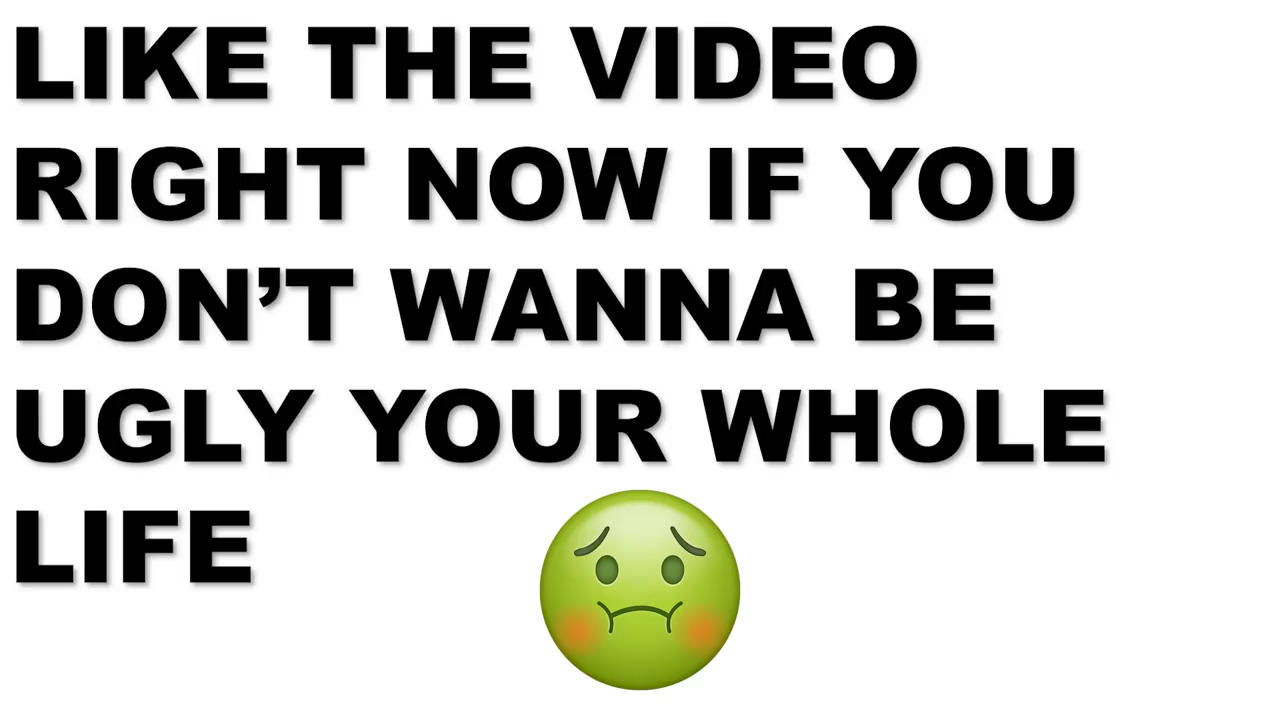 LIKE THE VIDEO
RIGHT NOW IF YOU
DON’T WANNA BE
UGLY YOUR WHOLE
LIFE